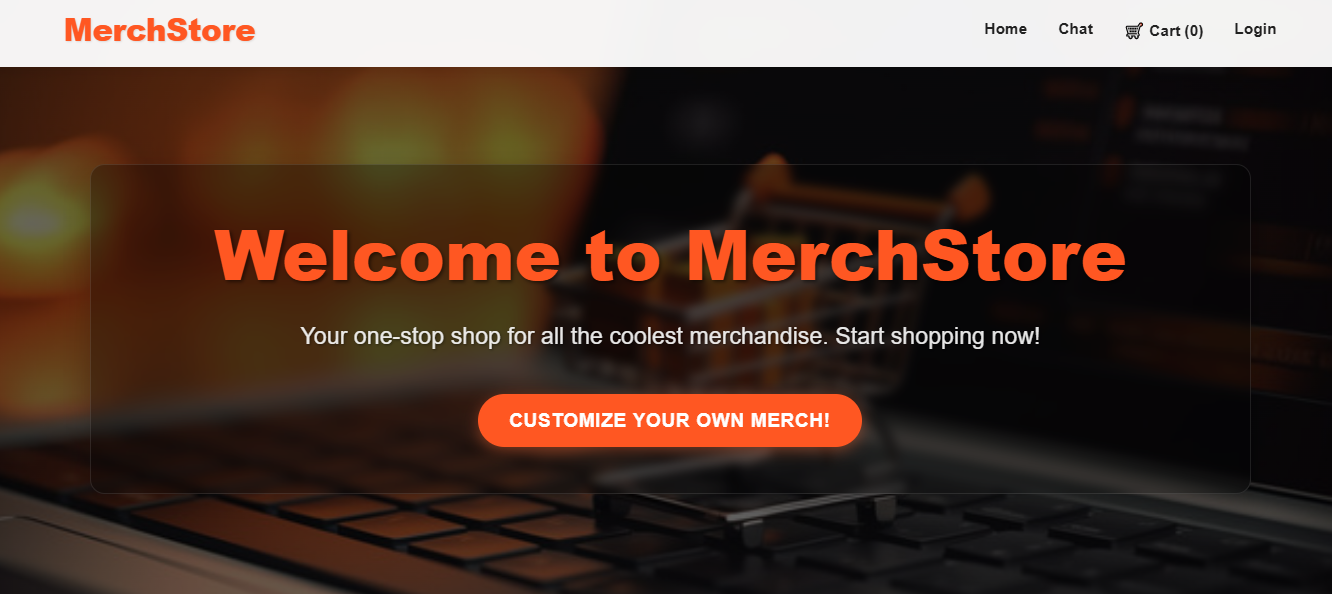 MerchStore
Home Chat Cart (0) Login
Welcome to MerchStore
Your one-stop shop for all the coolest merchandise. Start shopping now!
CUSTOMIZE YOUR OWN MERCH!